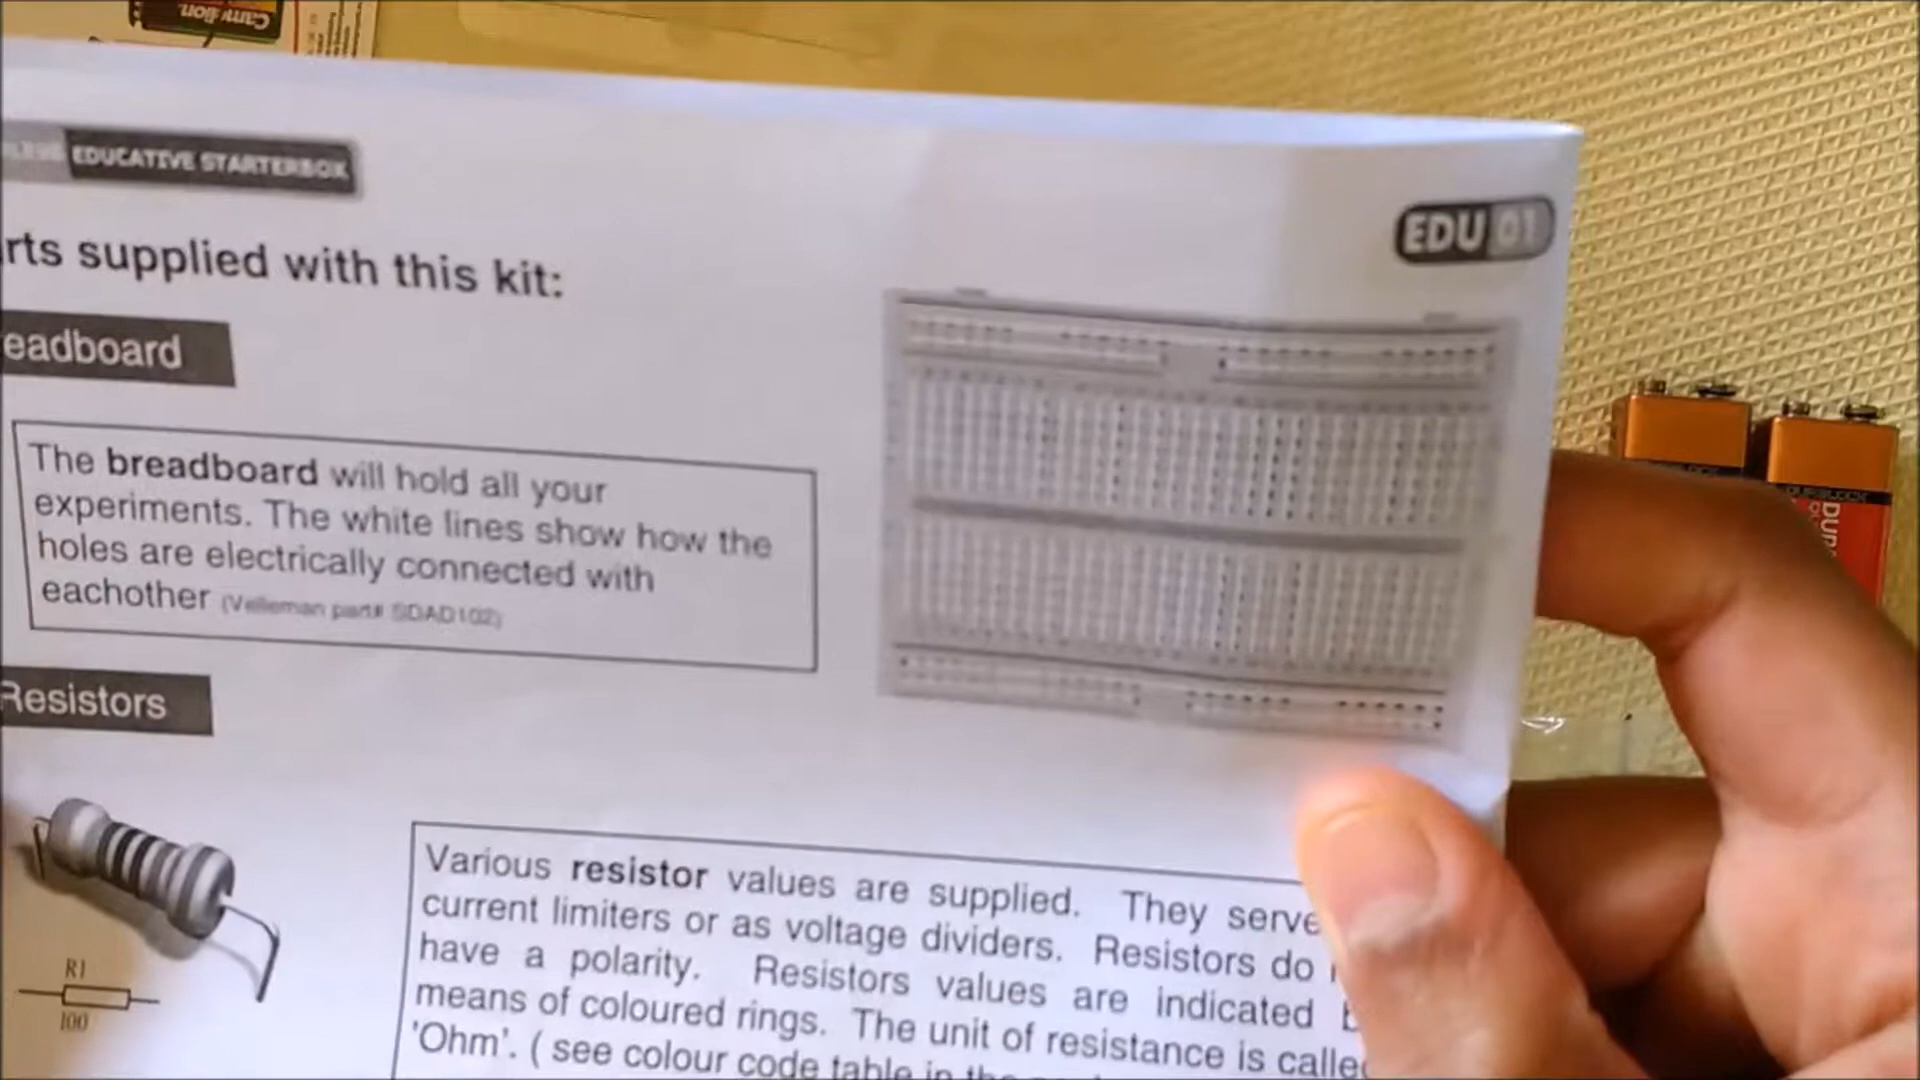 Camelion
EDUCATIVE STARTERBOX
EDU 01
rts supplied with this kit:
eadboard
The breadboard will hold all your
experiments. The white lines show how the
holes are electrically connected with
eachother (Velleman part# SDAD102)
Resistors
Various resistor values are supplied. They serve
current limiters or as voltage dividers. Resistors do
have a polarity. Resistors values are indicated
means of coloured rings. The unit of resistance is calle
'Ohm'. ( see colour code table in
R1
100